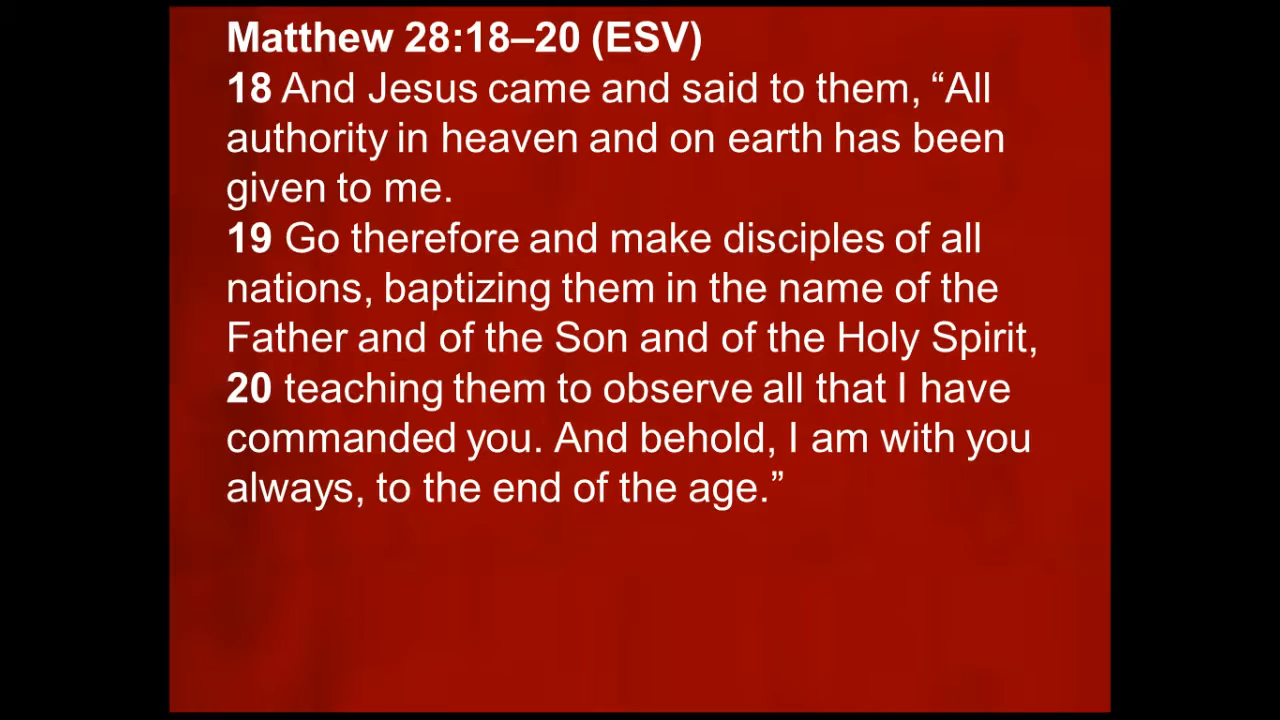 Matthew 28:18–20 (ESV)
18 And Jesus came and said to them, “All
authority in heaven and on earth has been
given to me.
19 Go therefore and make disciples of all
nations, baptizing them in the name of the
Father and of the Son and of the Holy Spirit,
20 teaching them to observe all that I have
commanded you. And behold, I am with you
always, to the end of the age.”